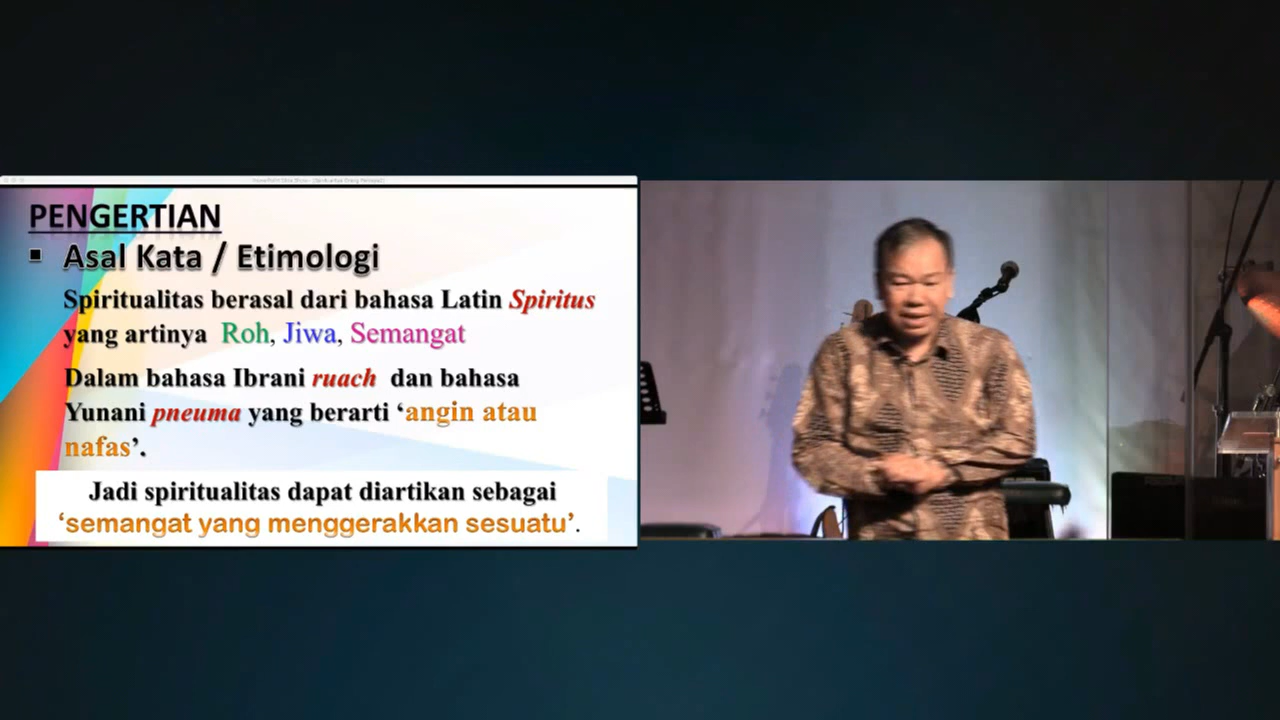 PENGERTIAN
▪ Asal Kata / Etimologi
Spiritualitas berasal dari bahasa Latin Spiritus
yang artinya Roh, Jiwa, Semangat
Dalam bahasa Ibrani ruach dan bahasa
Yunani pneuma yang berarti ‘angin atau
nafas’.
Jadi spiritualitas dapat diartikan sebagai
‘semangat yang menggerakkan sesuatu’.